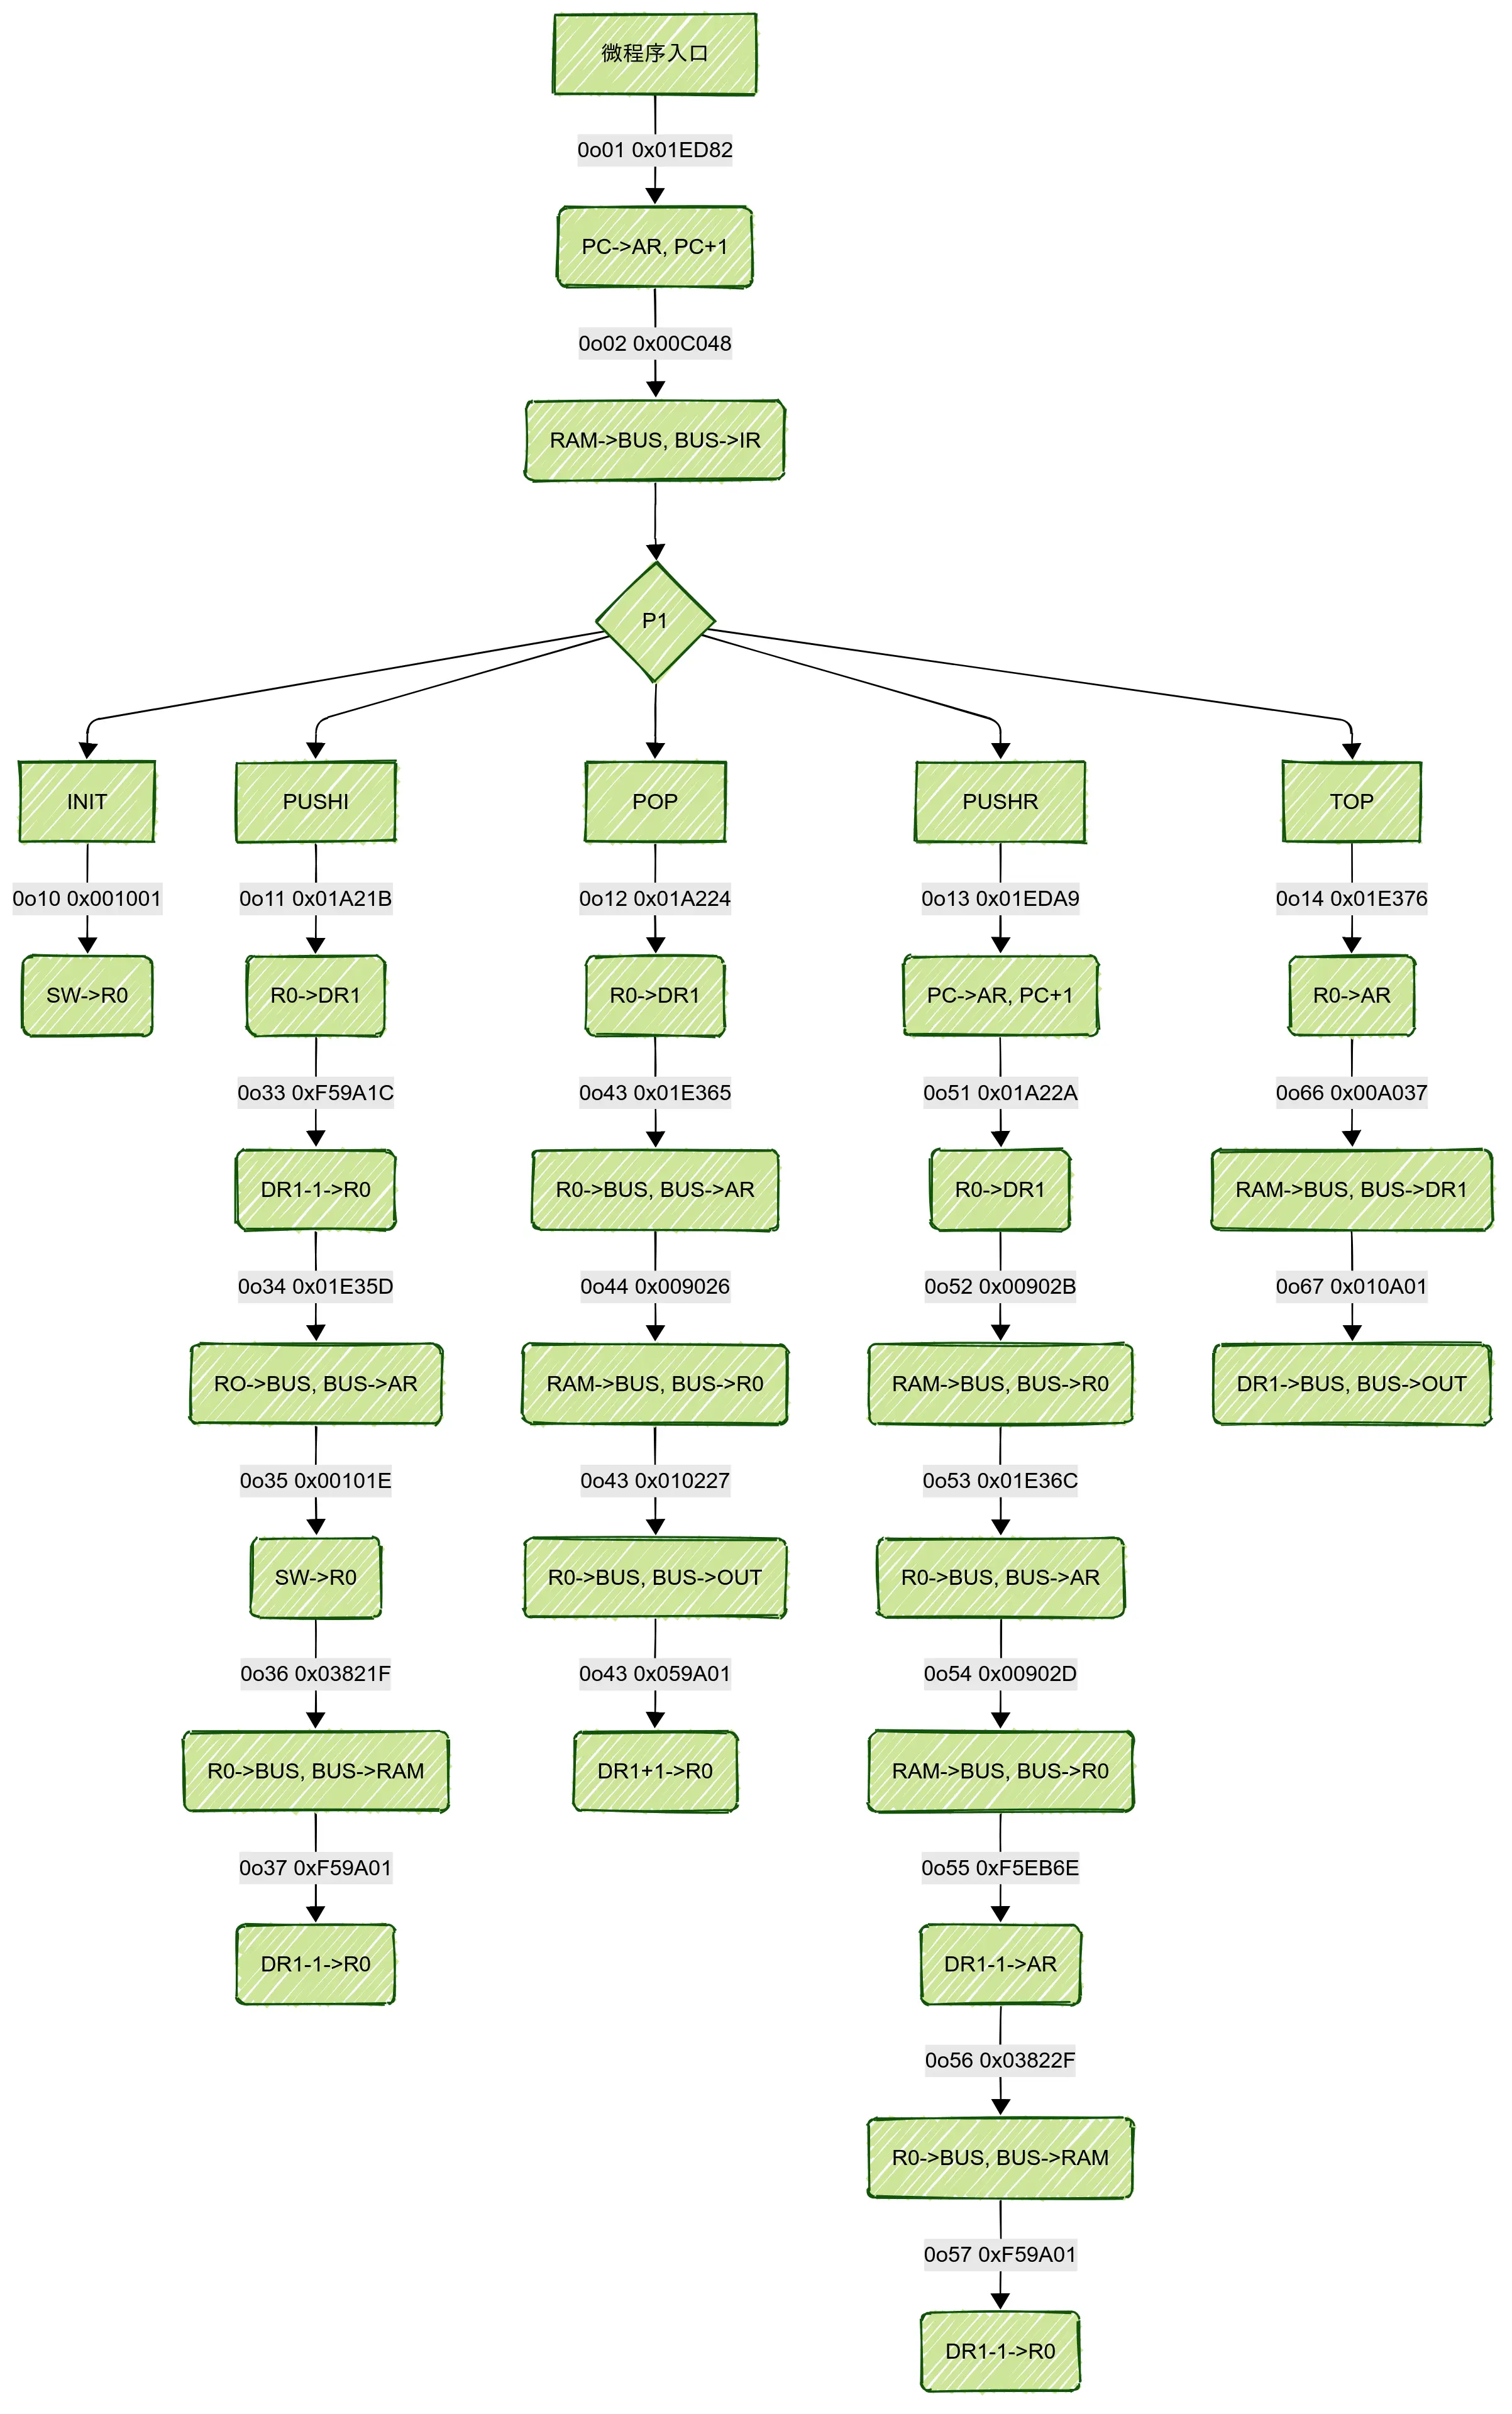 微程序入口
0o01 0x01ED82
PC->AR, PC+1
0o02 0x00C048
RAM->BUS, BUS->IR
P1
INIT
PUSHI
POP
PUSHR
TOP
0o10 0x001001
0o11 0x01A21B
0o12 0x01A224
0o13 0x01EDA9
0o14 0x01E376
SW->R0
R0->DR1
R0->DR1
PC->AR, PC+1
R0->AR
0o33 0xF59A1C
0o43 0x01E365
0o51 0x01A22A
0o66 0x00A037
DR1-1->R0
R0->BUS, BUS->AR
R0->DR1
RAM->BUS, BUS->DR1
0o34 0x01E35D
0o44 0x009026
0o52 0x00902B
0o67 0x010A01
RO->BUS, BUS->AR
RAM->BUS, BUS->R0
RAM->BUS, BUS->R0
DR1->BUS, BUS->OUT
0o35 0x00101E
0o43 0x010227
0o53 0x01E36C
SW->R0
R0->BUS, BUS->OUT
R0->BUS, BUS->AR
0o36 0x03821F
0o43 0x059A01
0o54 0x00902D
R0->BUS, BUS->RAM
DR1+1->R0
RAM->BUS, BUS->R0
0o37 0xF59A01
0o55 0xF5EB6E
DR1-1->R0
DR1-1->AR
0o56 0x03822F
R0->BUS, BUS->RAM
0o57 0xF59A01
DR1-1->R0